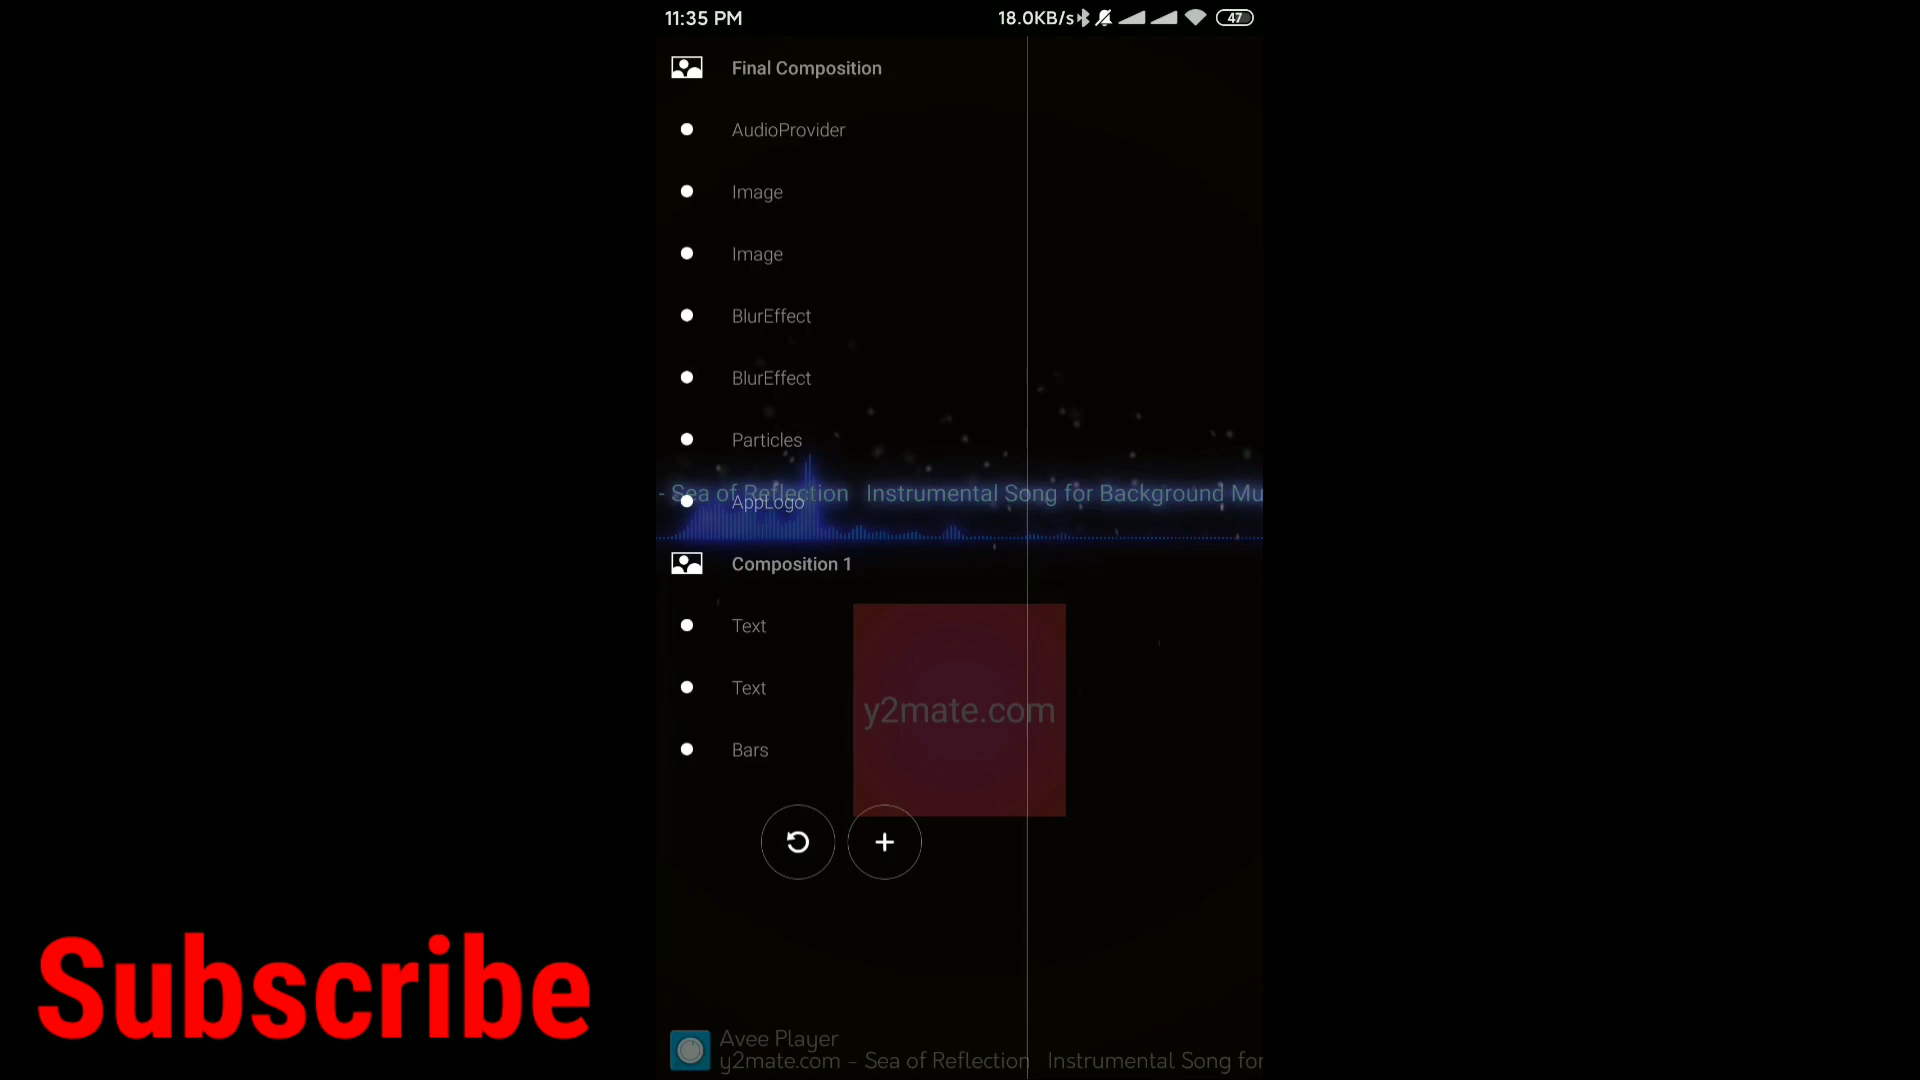 11:35 PM
18.0KB/s
47
Final Composition
AudioProvider
Image
Image
BlurEffect
BlurEffect
Particles
- Sea of Reflection Instrumental Song for Background Mu
AppLogo
Composition 1
Text
Text
y2mate.com
Bars
Subscribe
Avee Player
y2mate.com - Sea of Reflection Instrumental Song for